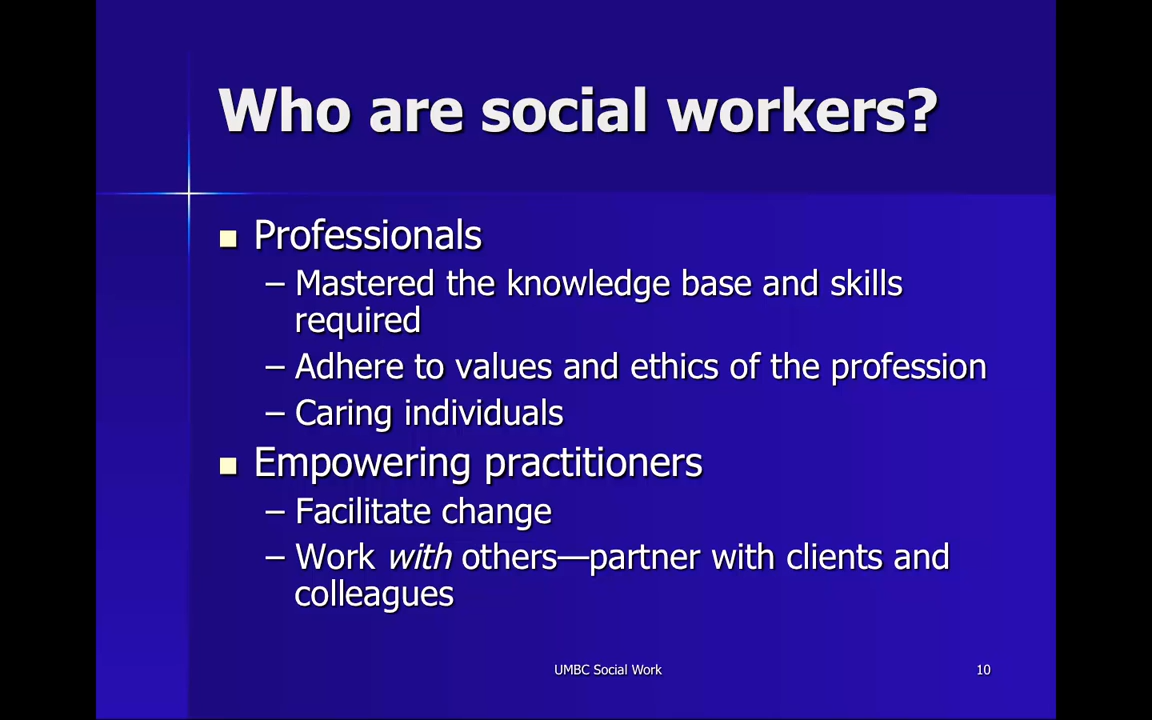 Who are social workers?
■ Professionals
– Mastered the knowledge base and skills
required
– Adhere to values and ethics of the profession
– Caring individuals
■ Empowering practitioners
– Facilitate change
– Work with others—partner with clients and
colleagues
UMBC Social Work
10